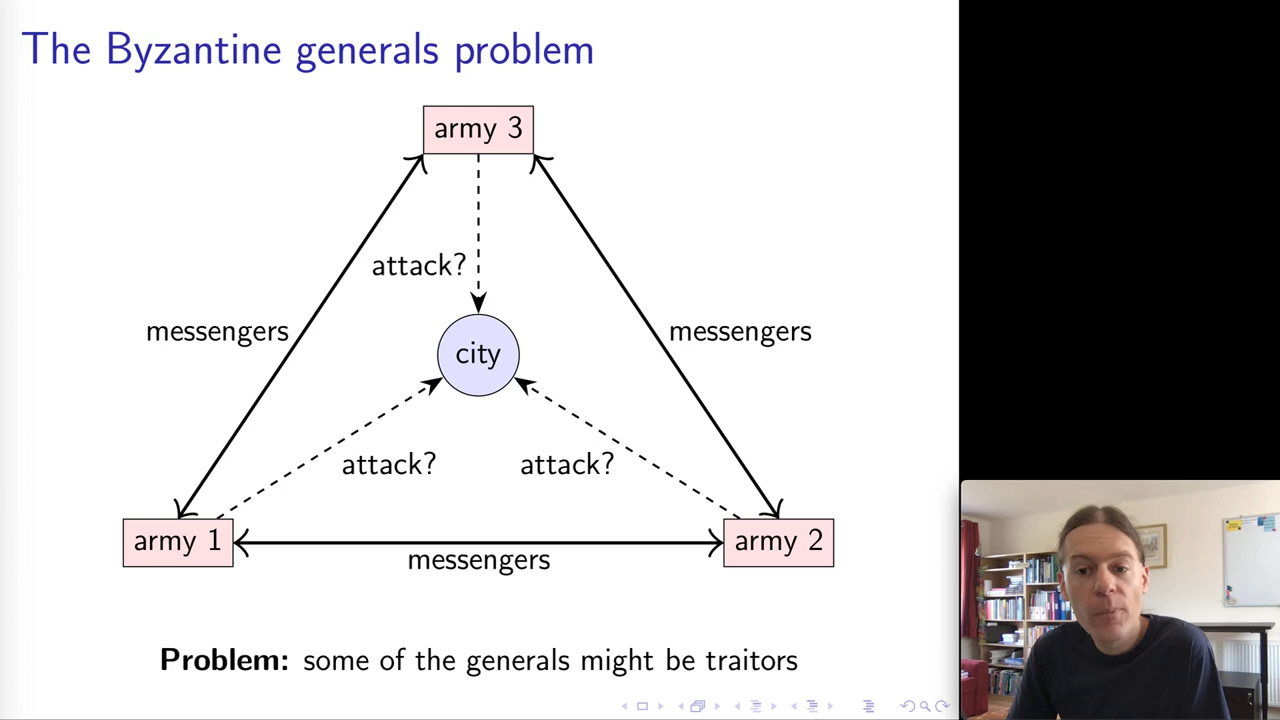 The Byzantine generals problem
army 3
attack?
messengers
messengers
city
attack?
attack?
army 1
army 2
messengers
Problem: some of the generals might be traitors